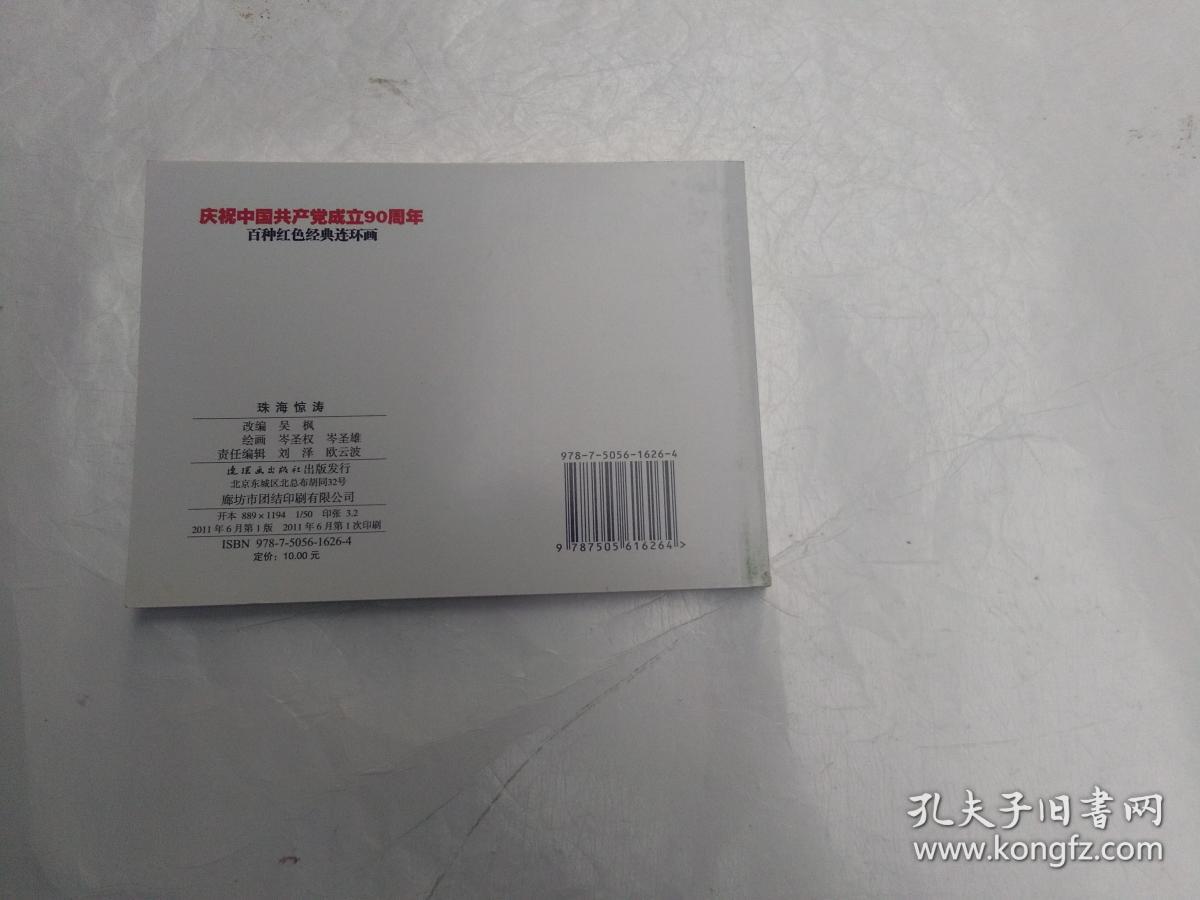 庆祝中国共产党成立90周年
百种红色经典连环画
珠海惊涛
改编 吴枫
绘画 岑圣权 岑圣雄
责任编辑 刘泽 欧云波
连环画出版社出版发行
北京东城区北总布胡同32号
廊坊市团结印刷有限公司
开本 889×1194 1/50 印张 3.2
2011年6月第1版 2011年6月第1次印刷
ISBN 978-7-5056-1626-4
定价：10.00元
978-7-5056-1626-4
9 787505 616264 >
孔夫子旧書网
www.kongfz.com